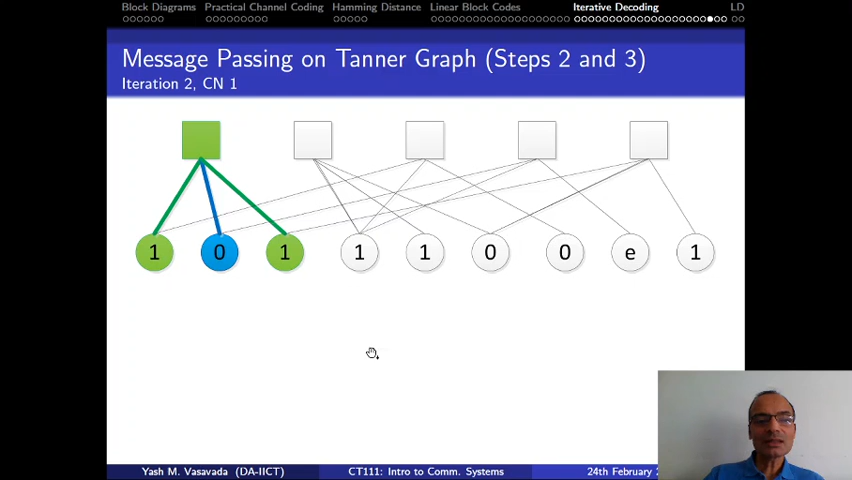 Block Diagrams Practical Channel Coding Hamming Distance Linear Block Codes Iterative Decoding LD
Message Passing on Tanner Graph (Steps 2 and 3)
Iteration 2, CN 1
1 0 1 1 1 0 0 e 1
Yash M. Vasavada (DA-IICT) CT111: Intro to Comm. Systems 24th February